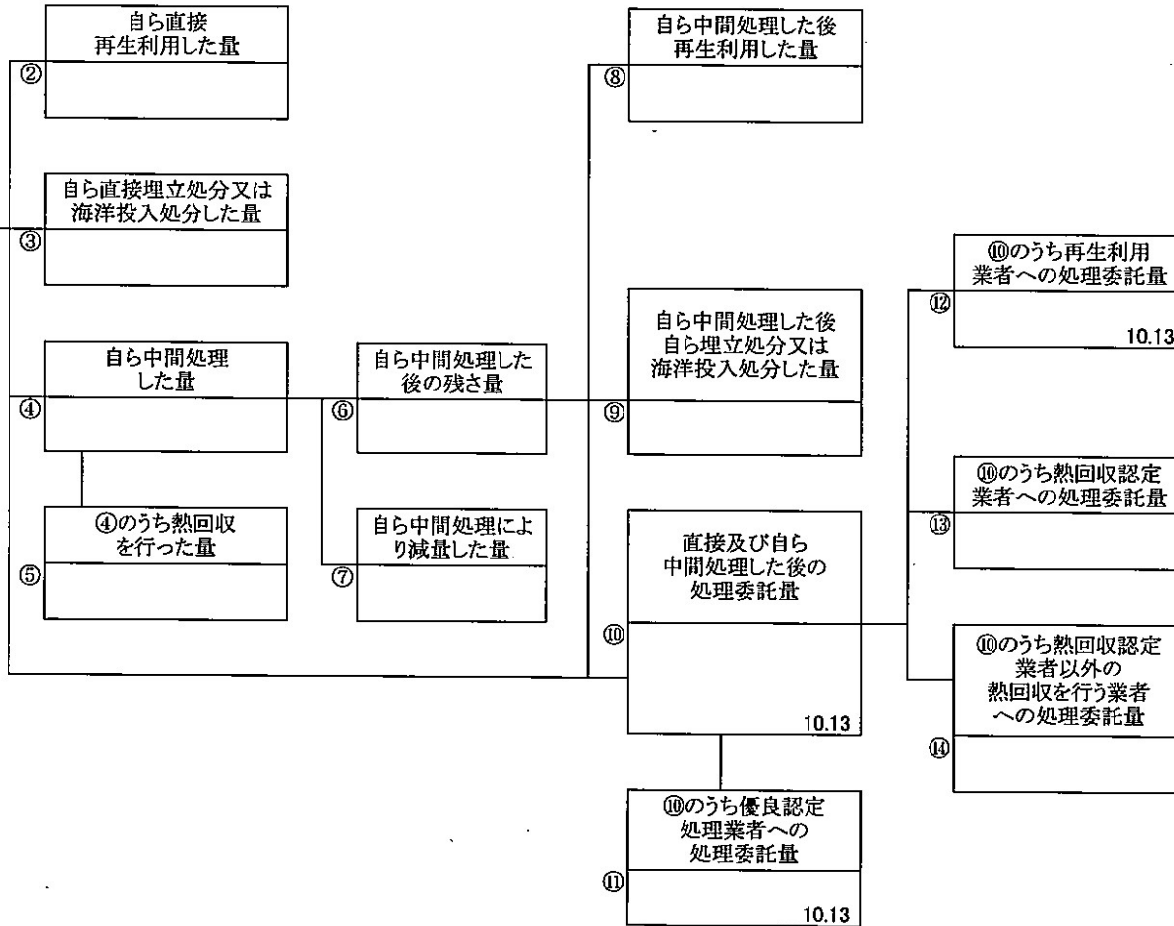 自ら直接
再生利用した量
②
自ら直接埋立処分又は
海洋投入処分した量
③
自ら中間処理
した量
④
④のうち熱回収
を行った量
⑤
自ら中間処理した
後の残さ量
⑥
自ら中間処理によ
り減量した量
⑦
自ら中間処理した後
再生利用した量
⑧
自ら中間処理した後
自ら埋立処分又は
海洋投入処分した量
⑨
直接及び自ら
中間処理した後の
処理委託量
⑩
10.13
⑩のうち優良認定
処理業者への
処理委託量
⑪
10.13
⑩のうち再生利用
業者への処理委託量
⑫
10.13
⑩のうち熱回収認定
業者への処理委託量
⑬
⑩のうち熱回収認定
業者以外の
熱回収を行う業者
への処理委託量
⑭